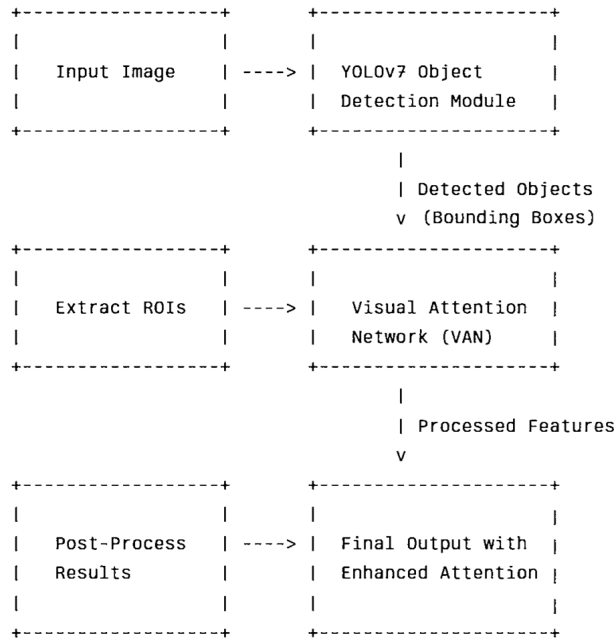 Input Image ----> YOLOv7 Object
Detection Module
Detected Objects
v (Bounding Boxes)
Extract ROIs ----> Visual Attention
Network (VAN)
Processed Features
v
Post-Process ----> Final Output with
Results Enhanced Attention